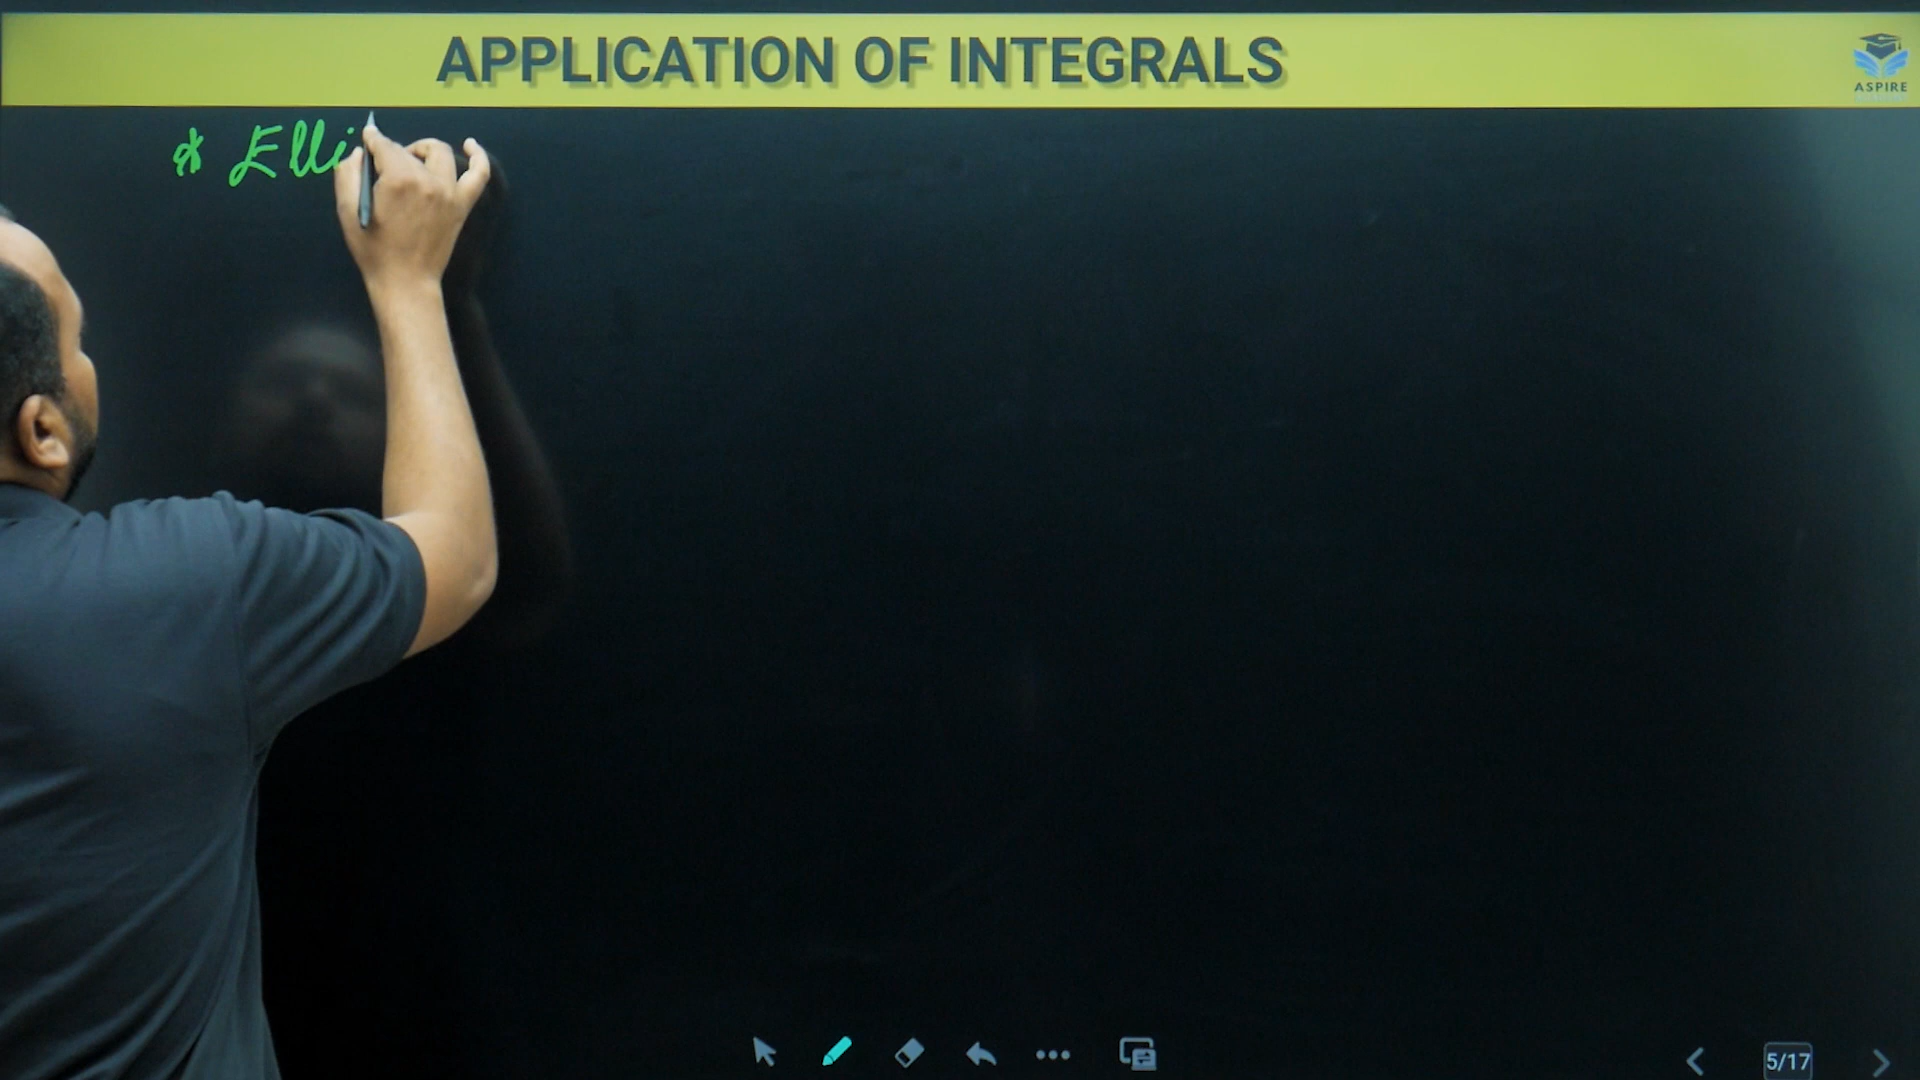 APPLICATION OF INTEGRALS
ASPIRE
* Elli
5/17